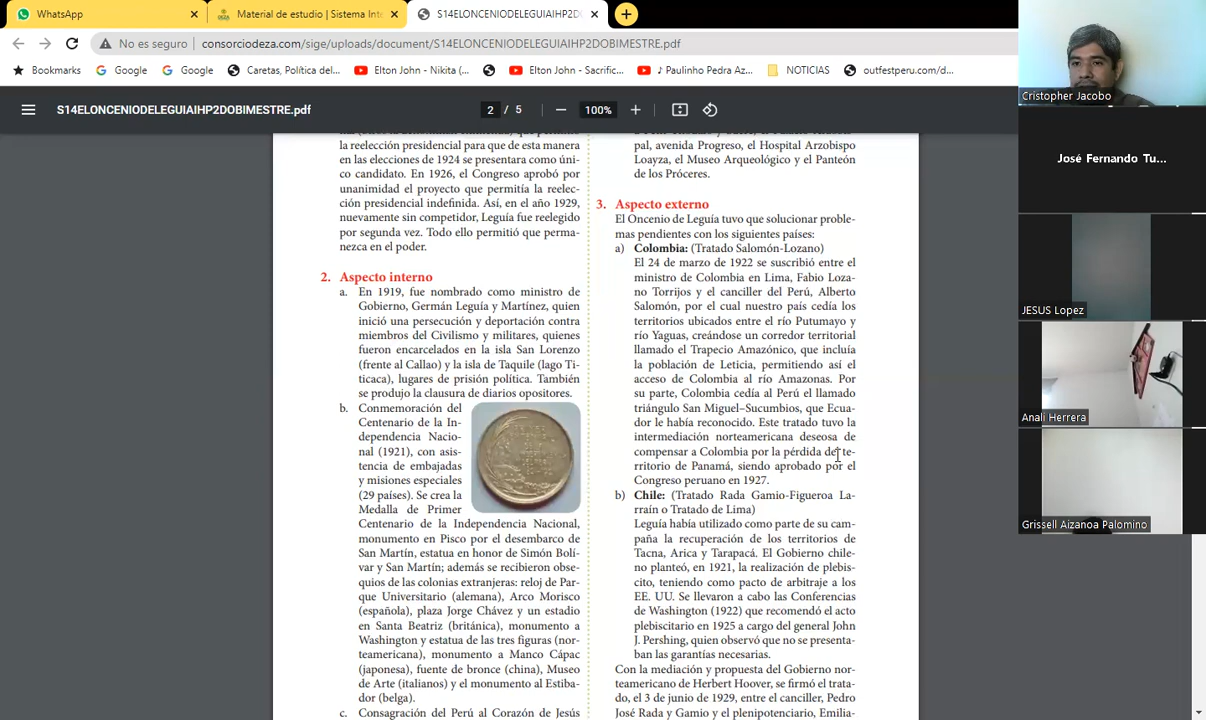 WhatsApp
Material de estudio | Sistema Inte
S14ELONCENIODELEGUIAIHP2DO
No es seguro
consorciodeza.com/sige/uploads/document/S14ELONCENIODELEGUIAIHP2DOBIMESTRE.pdf
Bookmarks
Google
Google
Caretas, Política del...
Elton John - Nikita (...
Elton John - Sacrific...
♪ Paulinho Pedra Az...
NOTICIAS
outfestperu.com/d...
S14ELONCENIODELEGUIAIHP2DOBIMESTRE.pdf
2 / 5
100%
la reelección presidencial para que de esta manera
en las elecciones de 1924 se presentara como úni-
co candidato. En 1926, el Congreso aprobó por
unanimidad el proyecto que permitía la reelec-
ción presidencial indefinida. Así, en el año 1929,
nuevamente sin competidor, Leguía fue reelegido
por segunda vez. Todo ello permitió que perma-
nezca en el poder.
2. Aspecto interno
a. En 1919, fue nombrado como ministro de
Gobierno, Germán Leguía y Martínez, quien
inició una persecución y deportación contra
miembros del Civilismo y militares, quienes
fueron encarcelados en la isla San Lorenzo
(frente al Callao) y la isla de Taquile (lago Ti-
ticaca), lugares de prisión política. También
se produjo la clausura de diarios opositores.
b. Conmemoración del
Centenario de la In-
dependencia Nacio-
nal (1921), con asis-
tencia de embajadas
y misiones especiales
(29 países). Se crea la
Medalla de Primer
Centenario de la Independencia Nacional,
monumento en Pisco por el desembarco de
San Martín, estatua en honor de Simón Bolí-
var y San Martín; además se recibieron obse-
quios de las colonias extranjeras: reloj de Par-
que Universitario (alemana), Arco Morisco
(española), plaza Jorge Chávez y un estadio
en Santa Beatriz (británica), monumento a
Washington y estatua de las tres figuras (nor-
teamericana), monumento a Manco Cápac
(japonesa), fuente de bronce (china), Museo
de Arte (italianos) y el monumento al Estiba-
dor (belga).
c. Consagración del Perú al Corazón de Jesús
pal, avenida Progreso, el Hospital Arzobispo
Loayza, el Museo Arqueológico y el Panteón
de los Próceres.
3. Aspecto externo
El Oncenio de Leguía tuvo que solucionar proble-
mas pendientes con los siguientes países:
a) Colombia: (Tratado Salomón-Lozano)
El 24 de marzo de 1922 se suscribió entre el
ministro de Colombia en Lima, Fabio Loza-
no Torrijos y el canciller del Perú, Alberto
Salomón, por el cual nuestro país cedía los
territorios ubicados entre el río Putumayo y
río Yaguas, creándose un corredor territorial
llamado el Trapecio Amazónico, que incluía
la población de Leticia, permitiendo así el
acceso de Colombia al río Amazonas. Por
su parte, Colombia cedía al Perú el llamado
triángulo San Miguel–Sucumbios, que Ecua-
dor le había reconocido. Este tratado tuvo la
intermediación norteamericana deseosa de
compensar a Colombia por la pérdida de te-
rritorio de Panamá, siendo aprobado por el
Congreso peruano en 1927.
b) Chile: (Tratado Rada Gamio-Figueroa La-
rraín o Tratado de Lima)
Leguía había utilizado como parte de su cam-
paña la recuperación de los territorios de
Tacna, Arica y Tarapacá. El Gobierno chile-
no planteó, en 1921, la realización de plebis-
cito, teniendo como pacto de arbitraje a los
EE. UU. Se llevaron a cabo las Conferencias
de Washington (1922) que recomendó el acto
plebiscitario en 1925 a cargo del general John
J. Pershing, quien observó que no se presenta-
ban las garantías necesarias.
Con la mediación y propuesta del Gobierno nor-
teamericano de Herbert Hoover, se firmó el trata-
do, el 3 de junio de 1929, entre el canciller, Pedro
José Rada y Gamio y el plenipotenciario, Emilia-
Cristopher Jacobo
José Fernando Tu...
JESUS Lopez
Anali Herrera
Grissell Aizanoa Palomino